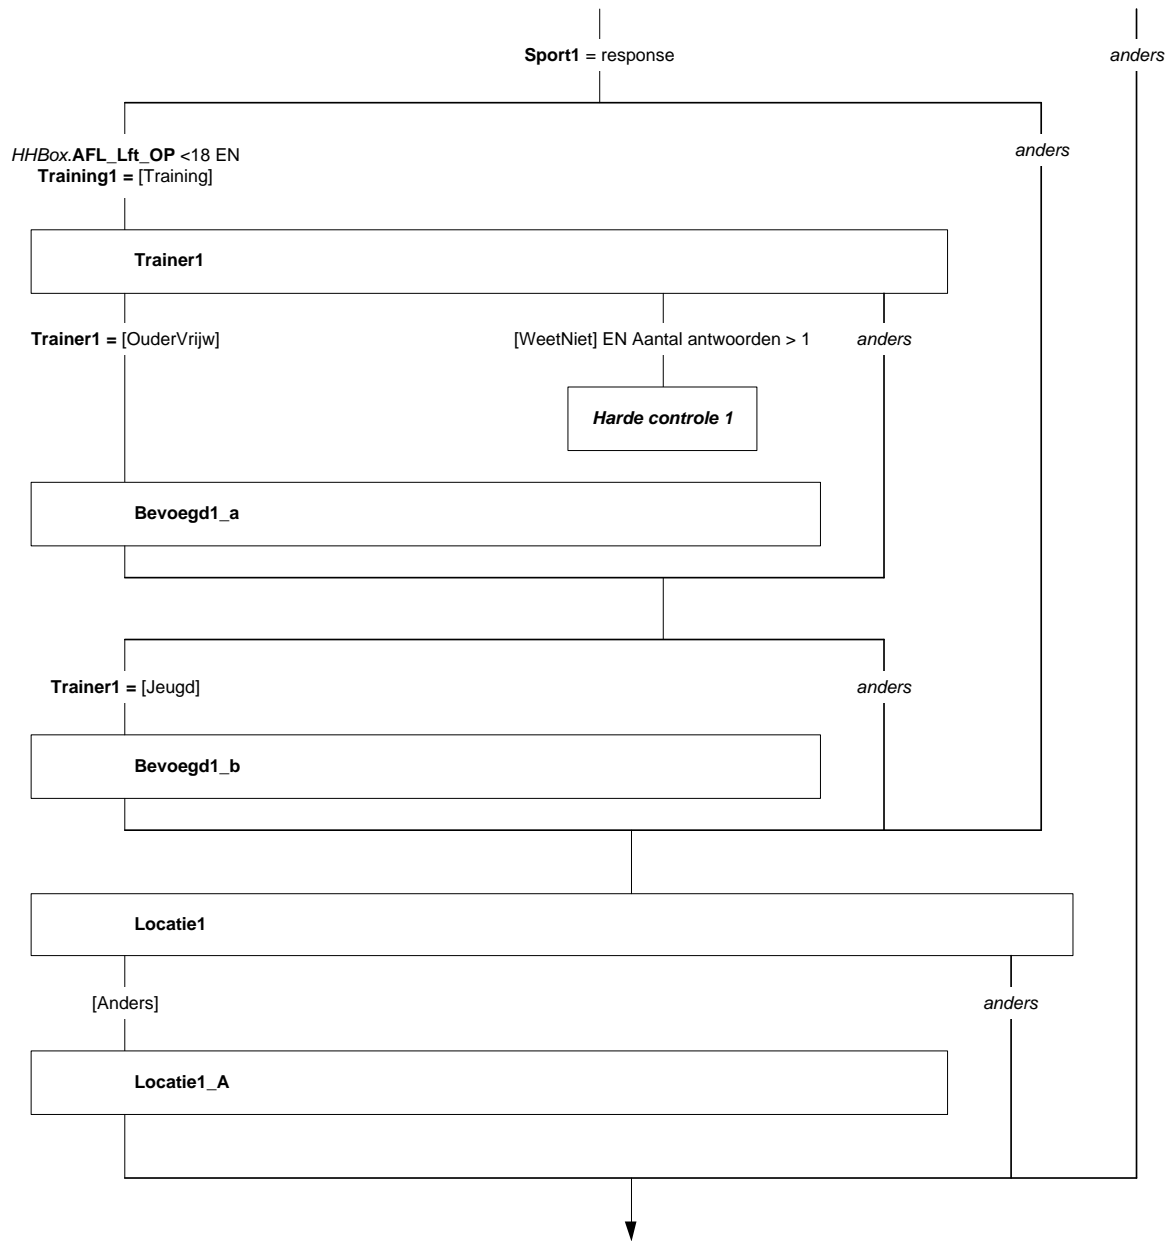 Sport1 = response
anders
HHBox.AFL_Lft_OP <18 EN
Training1 = [Training]
anders
Trainer1
Trainer1 = [OuderVrijw]
[WeetNiet] EN Aantal antwoorden > 1
anders
Harde controle 1
Bevoegd1_a
Trainer1 = [Jeugd]
anders
Bevoegd1_b
Locatie1
[Anders]
anders
Locatie1_A